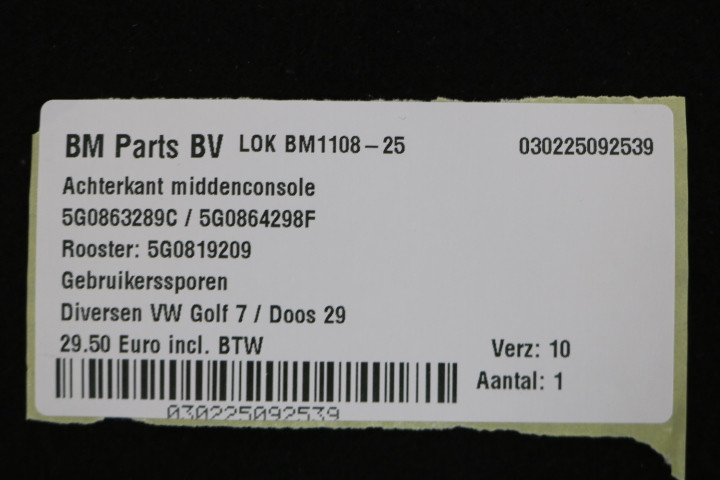 BM Parts BV LOK BM1108-25 030225092539
Achterkant middenconsole
5G0863289C / 5G0864298F
Rooster: 5G0819209
Gebruikerssporen
Diversen VW Golf 7 / Doos 29
29.50 Euro incl. BTW Verz: 10
Aantal: 1
030225092539